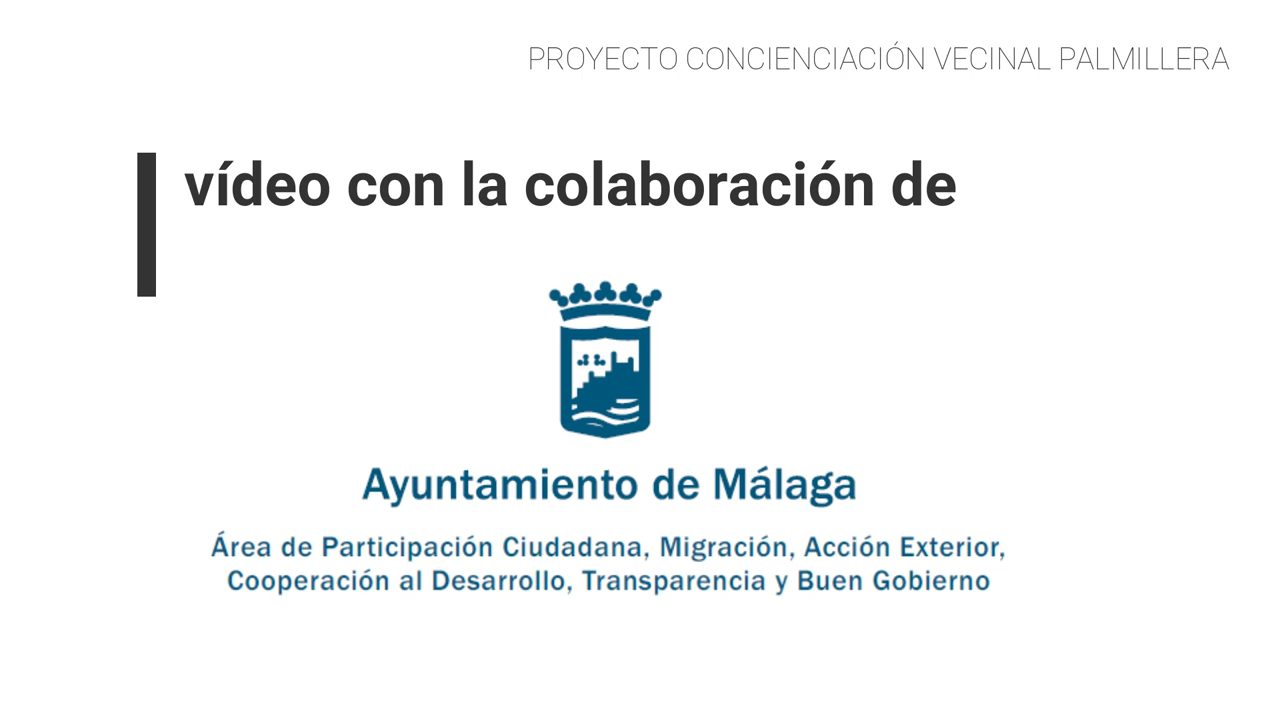 PROYECTO CONCIENCIACIÓN VECINAL PALMILLERA
vídeo con la colaboración de
Ayuntamiento de Málaga
Área de Participación Ciudadana, Migración, Acción Exterior,
Cooperación al Desarrollo, Transparencia y Buen Gobierno